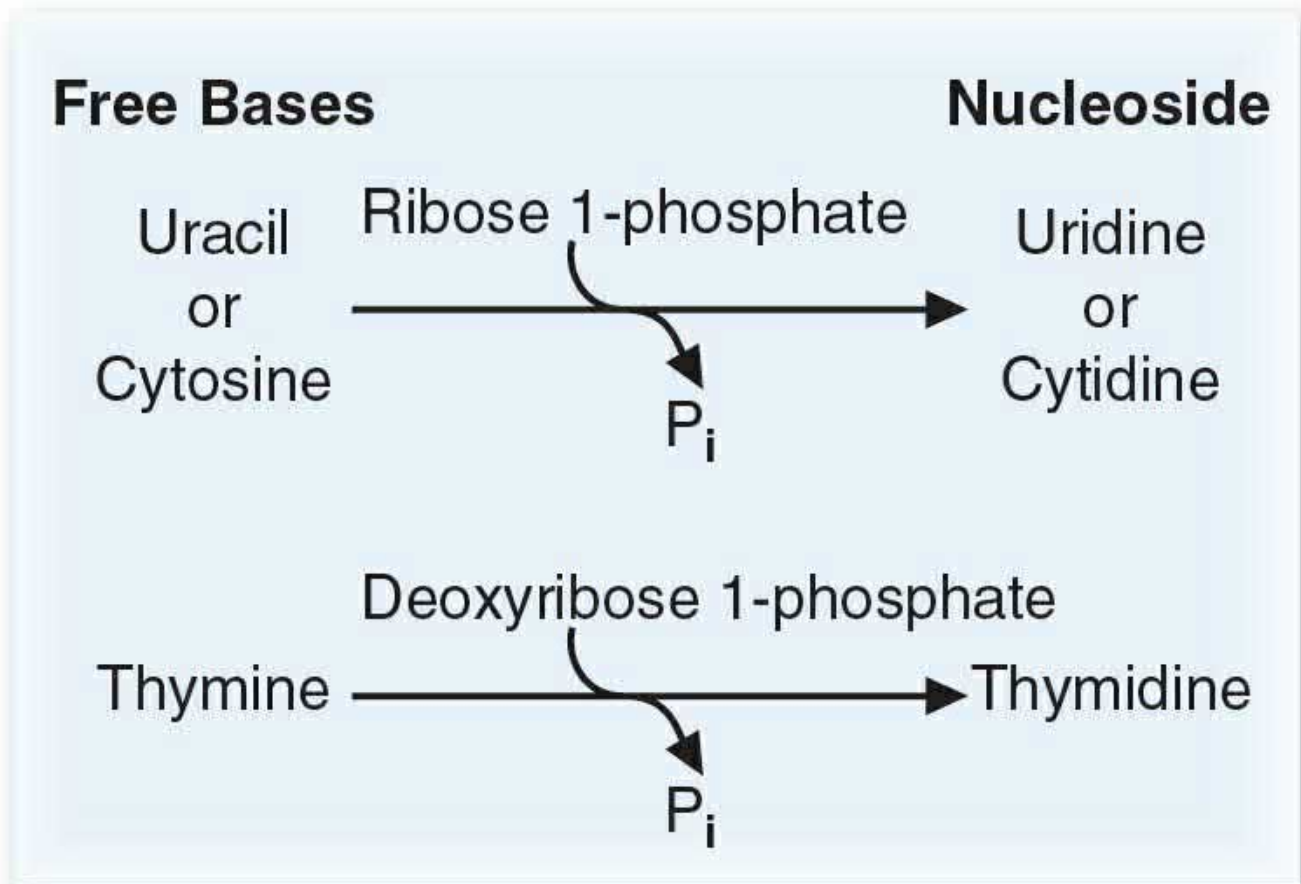 Free Bases
Nucleoside
Uracil
or
Cytosine
Ribose 1-phosphate
Pi
Uridine
or
Cytidine
Thymine
Deoxyribose 1-phosphate
Pi
Thymidine